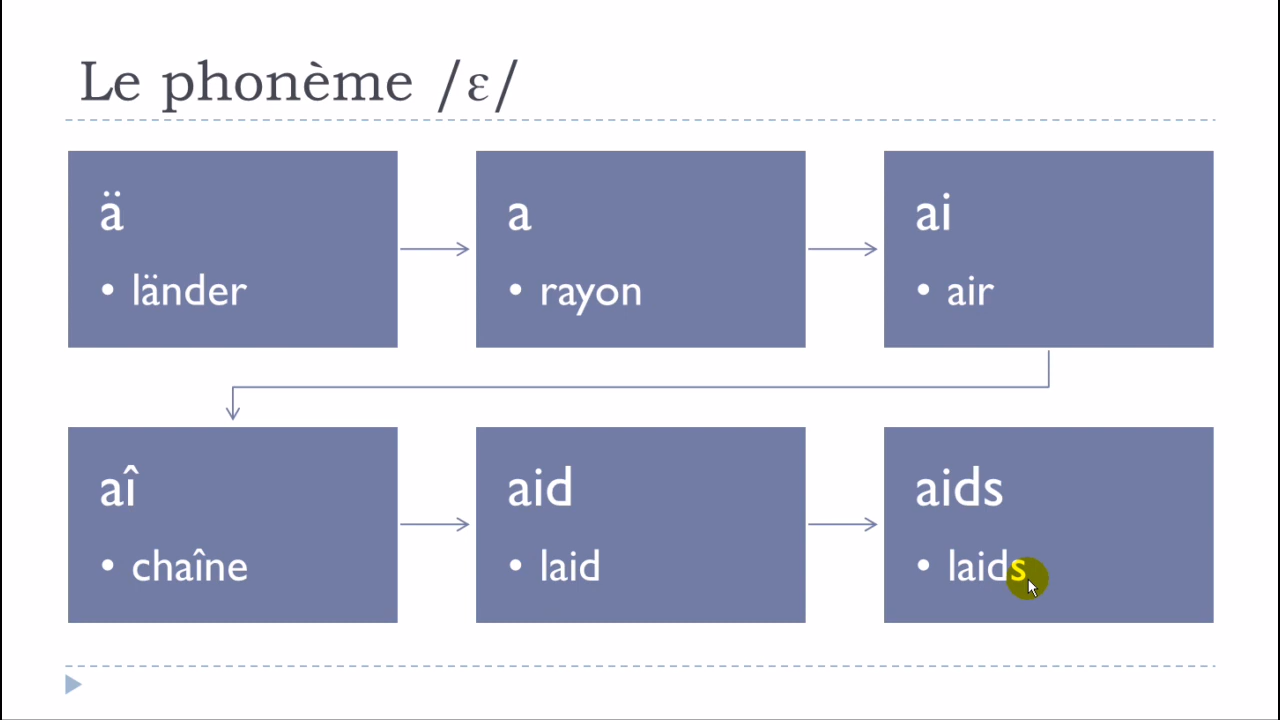 Le phonème /ε/
ä
• länder
a
• rayon
ai
• air
aî
• chaîne
aid
• laid
aids
• laids